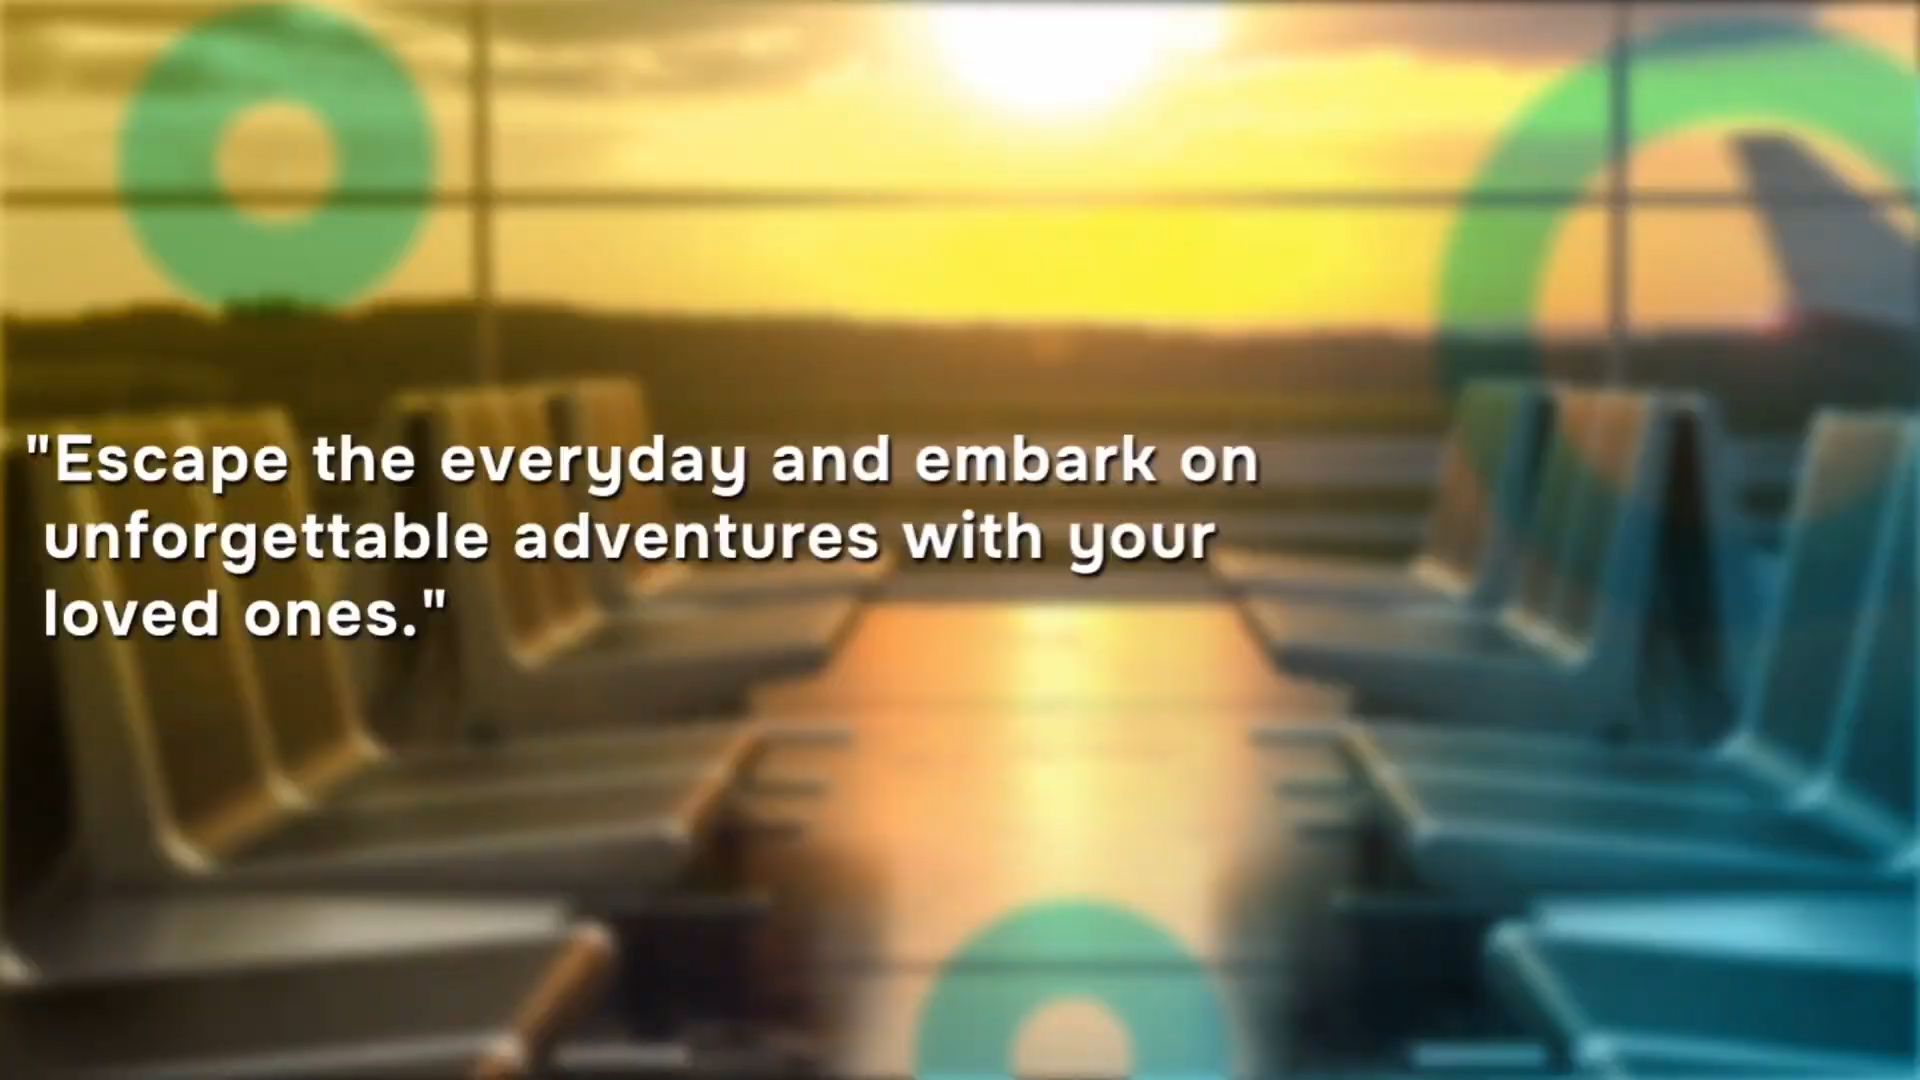 "Escape the everyday and embark on
unforgettable adventures with your
loved ones."